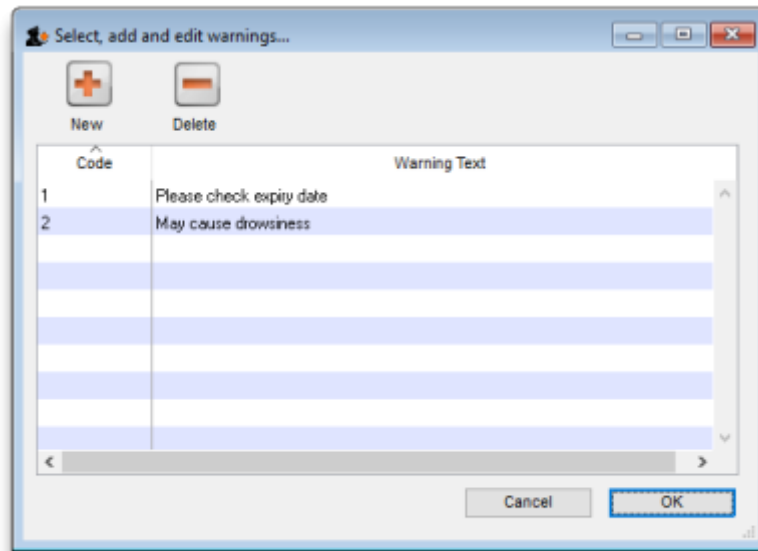 Select, add and edit warnings...
New Delete
Code Warning Text
1 Please check expiry date
2 May cause drowsiness
Cancel OK